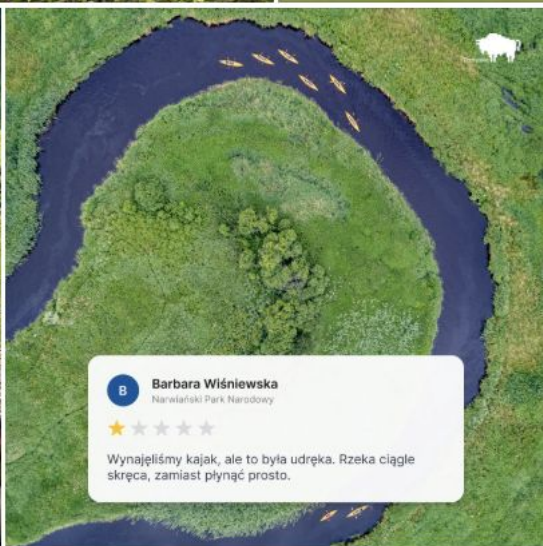 B
Barbara Wiśniewska
Narwiański Park Narodowy
Wynajęliśmy kajak, ale to była udręka. Rzeka ciągle
skręca, zamiast płynąć prosto.